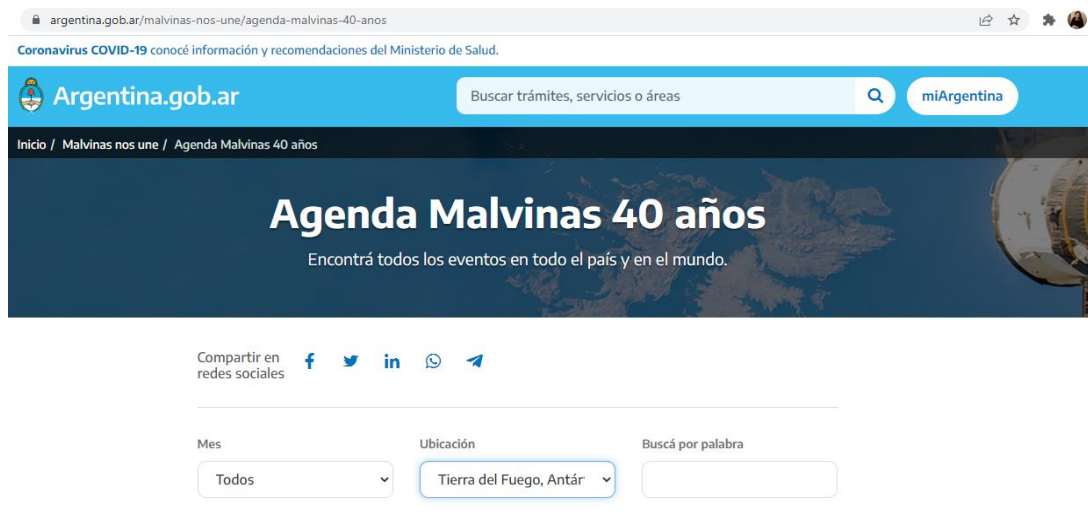 argentina.gob.ar/malvinas-nos-une/agenda-malvinas-40-anos
Coronavirus COVID-19 conocé información y recomendaciones del Ministerio de Salud.
Argentina.gob.ar
Buscar trámites, servicios o áreas
miArgentina
Inicio / Malvinas nos une / Agenda Malvinas 40 años
Agenda Malvinas 40 años
Encontrá todos los eventos en todo el país y en el mundo.
Compartir en
redes sociales
Mes
Ubicación
Buscá por palabra
Todos
Tierra del Fuego, Antár